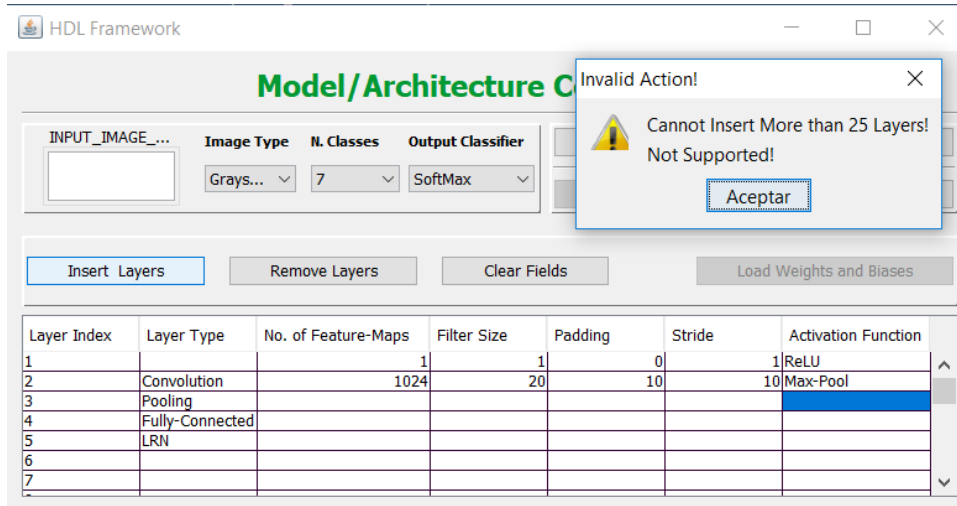 HDL Framework
Model/Architecture C
Invalid Action!
Cannot Insert More than 25 Layers!
Not Supported!
Aceptar
INPUT_IMAGE_...
Image Type N. Classes Output Classifier
Grays... 7 SoftMax
Insert Layers Remove Layers Clear Fields Load Weights and Biases
Layer Index Layer Type No. of Feature-Maps Filter Size Padding Stride Activation Function
1 1 1 0 1 ReLU
2 Convolution 1024 20 10 10 Max-Pool
3 Pooling
4 Fully-Connected
5 LRN
6
7